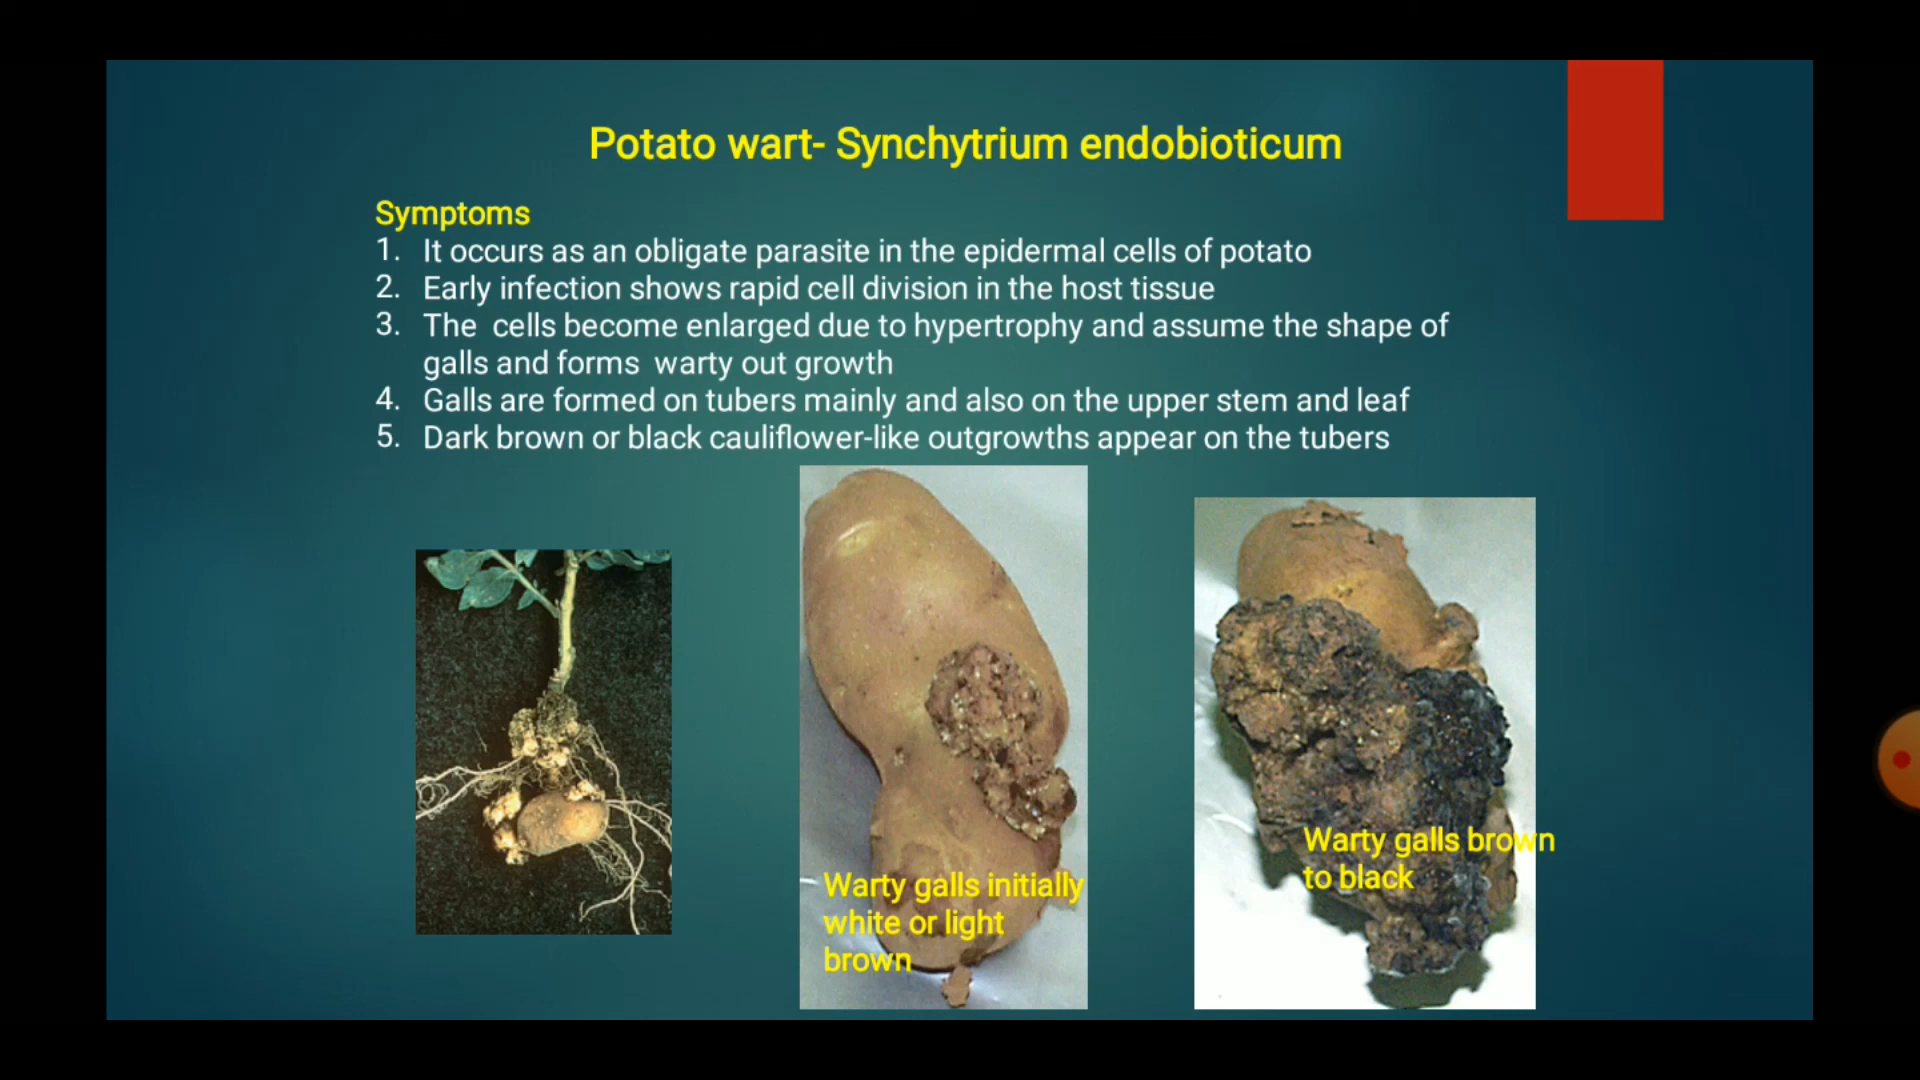 Potato wart- Synchytrium endobioticum
Symptoms
1. It occurs as an obligate parasite in the epidermal cells of potato
2. Early infection shows rapid cell division in the host tissue
3. The  cells become enlarged due to hypertrophy and assume the shape of
galls and forms  warty out growth
4. Galls are formed on tubers mainly and also on the upper stem and leaf
5. Dark brown or black cauliflower-like outgrowths appear on the tubers
Warty galls initially
white or light
brown
Warty galls brown
to black